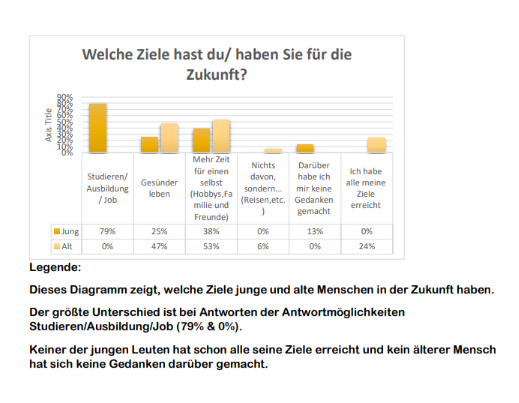 Welche Ziele hast du/ haben Sie für die
Zukunft?
Axis Title
90%
80%
70%
60%
50%
40%
30%
20%
10%
0%
Studieren/
Ausbildung
/ Job
Gesünder
leben
Mehr Zeit
für einen
selbst
(Hobbys,Fa
milie und
Freunde)
Nichts
davon,
sondern...
(Reisen,etc.
)
Darüber
habe ich
mir keine
Gedanken
gemacht
Ich habe
alle meine
Ziele
erreicht
Jung 79% 25% 38% 0% 13% 0%
Alt 0% 47% 53% 6% 0% 24%
Legende:
Dieses Diagramm zeigt, welche Ziele junge und alte Menschen in der Zukunft haben.
Der größte Unterschied ist bei Antworten der Antwortmöglichkeiten
Studieren/Ausbildung/Job (79% & 0%).
Keiner der jungen Leuten hat schon alle seine Ziele erreicht und kein älterer Mensch
hat sich keine Gedanken darüber gemacht.